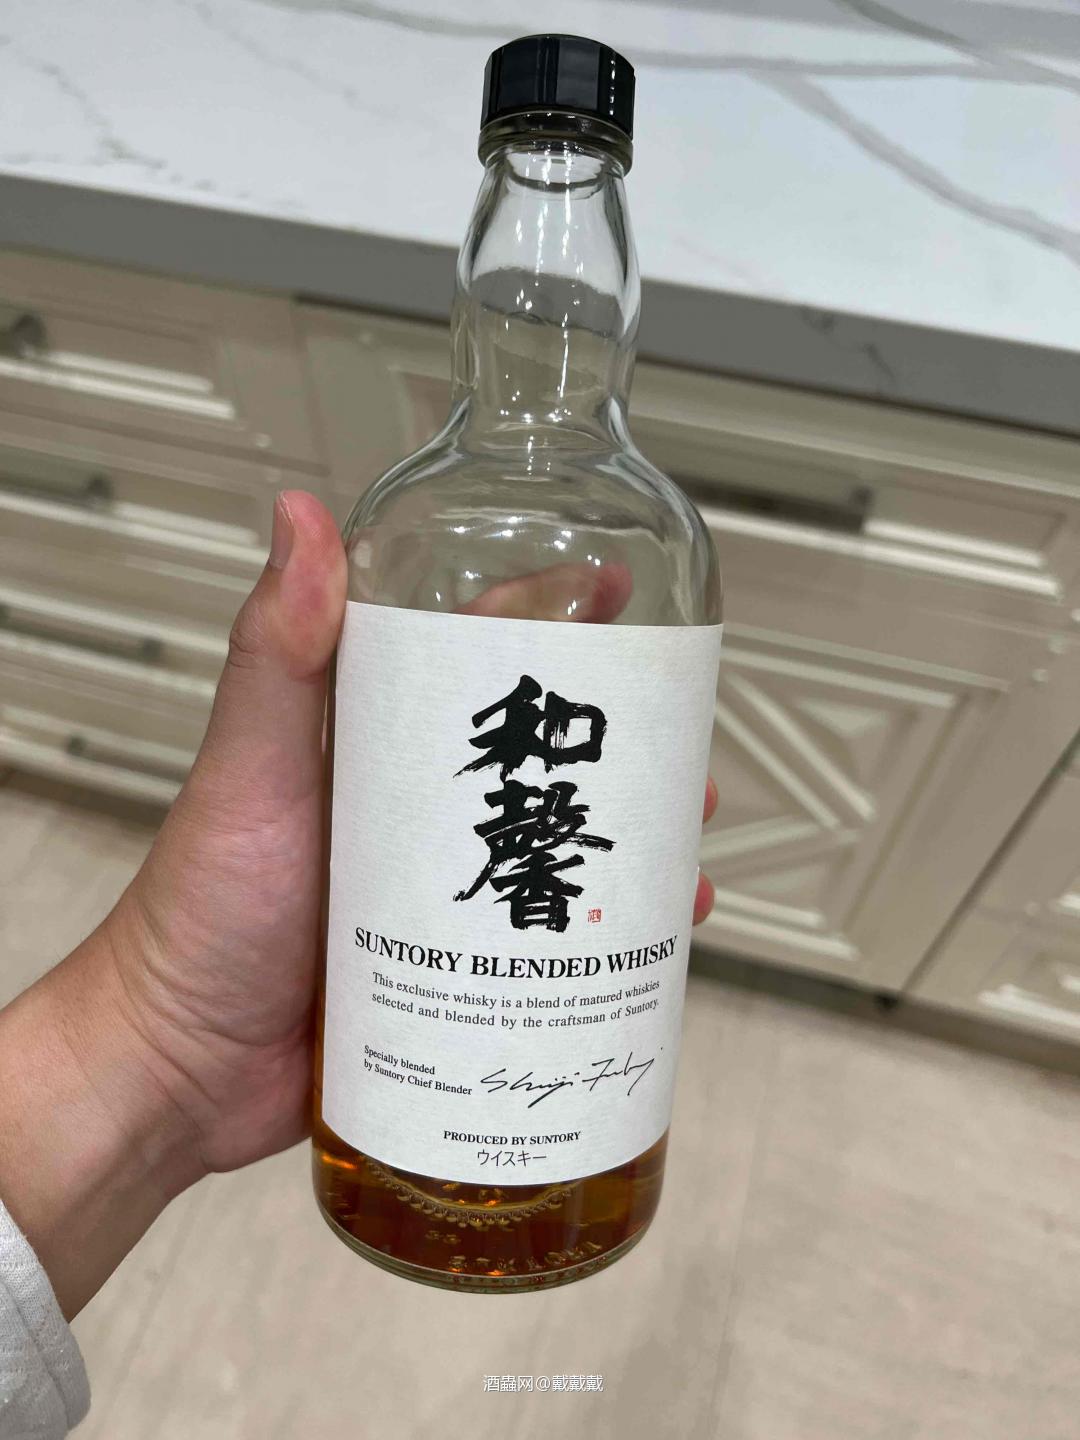 和
馨
SUNTORY BLENDED WHISKY
This exclusive whisky is a blend of matured whiskies
selected and blended by the craftsman of Suntory.
Specially blended
by Suntory Chief Blender
PRODUCED BY SUNTORY
ウイスキー
酒蟲网@戴戴戴